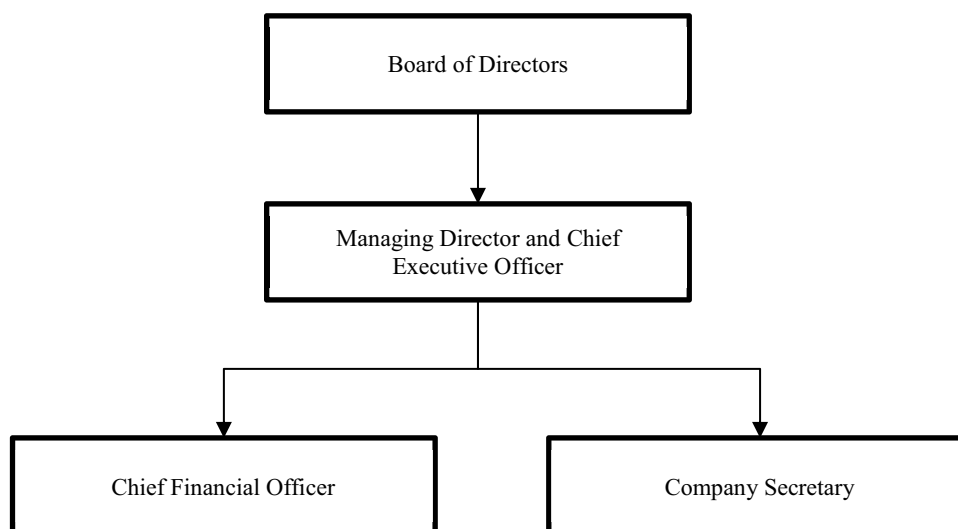 Board of Directors
Managing Director and Chief
Executive Officer
Chief Financial Officer
Company Secretary